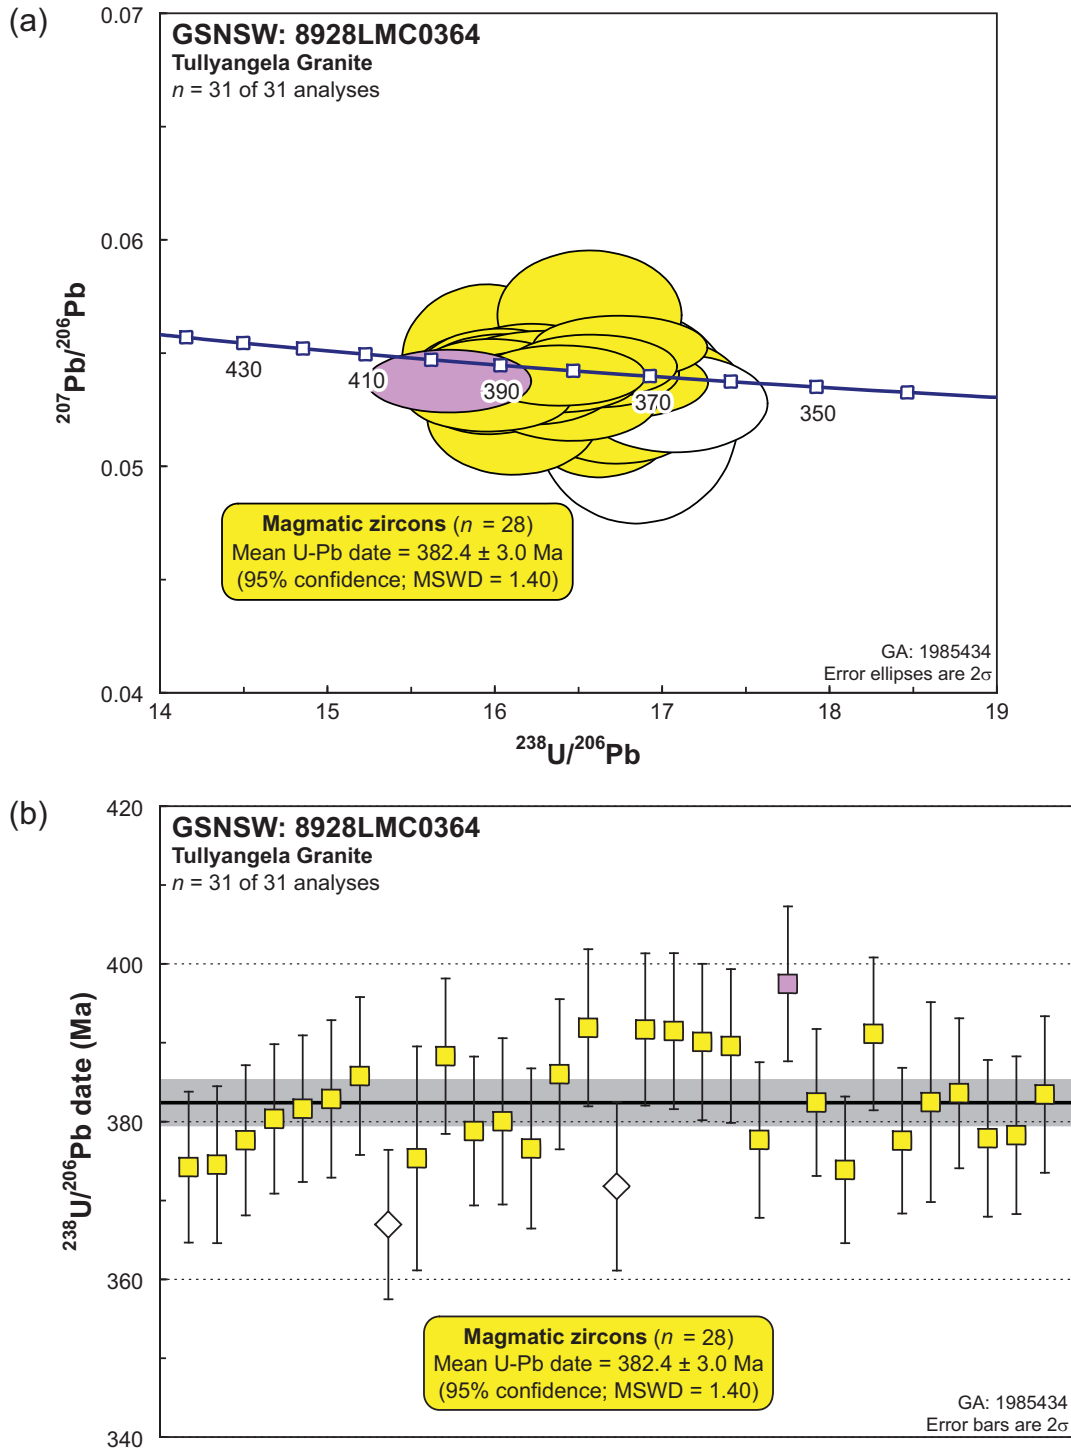 (a)
0.07
GSNSW: 8928LMC0364
Tullyangela Granite
n = 31 of 31 analyses
0.06
207Pb/206Pb
430
410
390
370
350
0.05
Magmatic zircons (n = 28)
Mean U-Pb date = 382.4 ± 3.0 Ma
(95% confidence; MSWD = 1.40)
GA: 1985434
Error ellipses are 2σ
0.04
14
15
16
17
18
19
238U/206Pb
(b)
420
GSNSW: 8928LMC0364
Tullyangela Granite
n = 31 of 31 analyses
400
238U/206Pb date (Ma)
380
360
Magmatic zircons (n = 28)
Mean U-Pb date = 382.4 ± 3.0 Ma
(95% confidence; MSWD = 1.40)
GA: 1985434
Error bars are 2σ
340